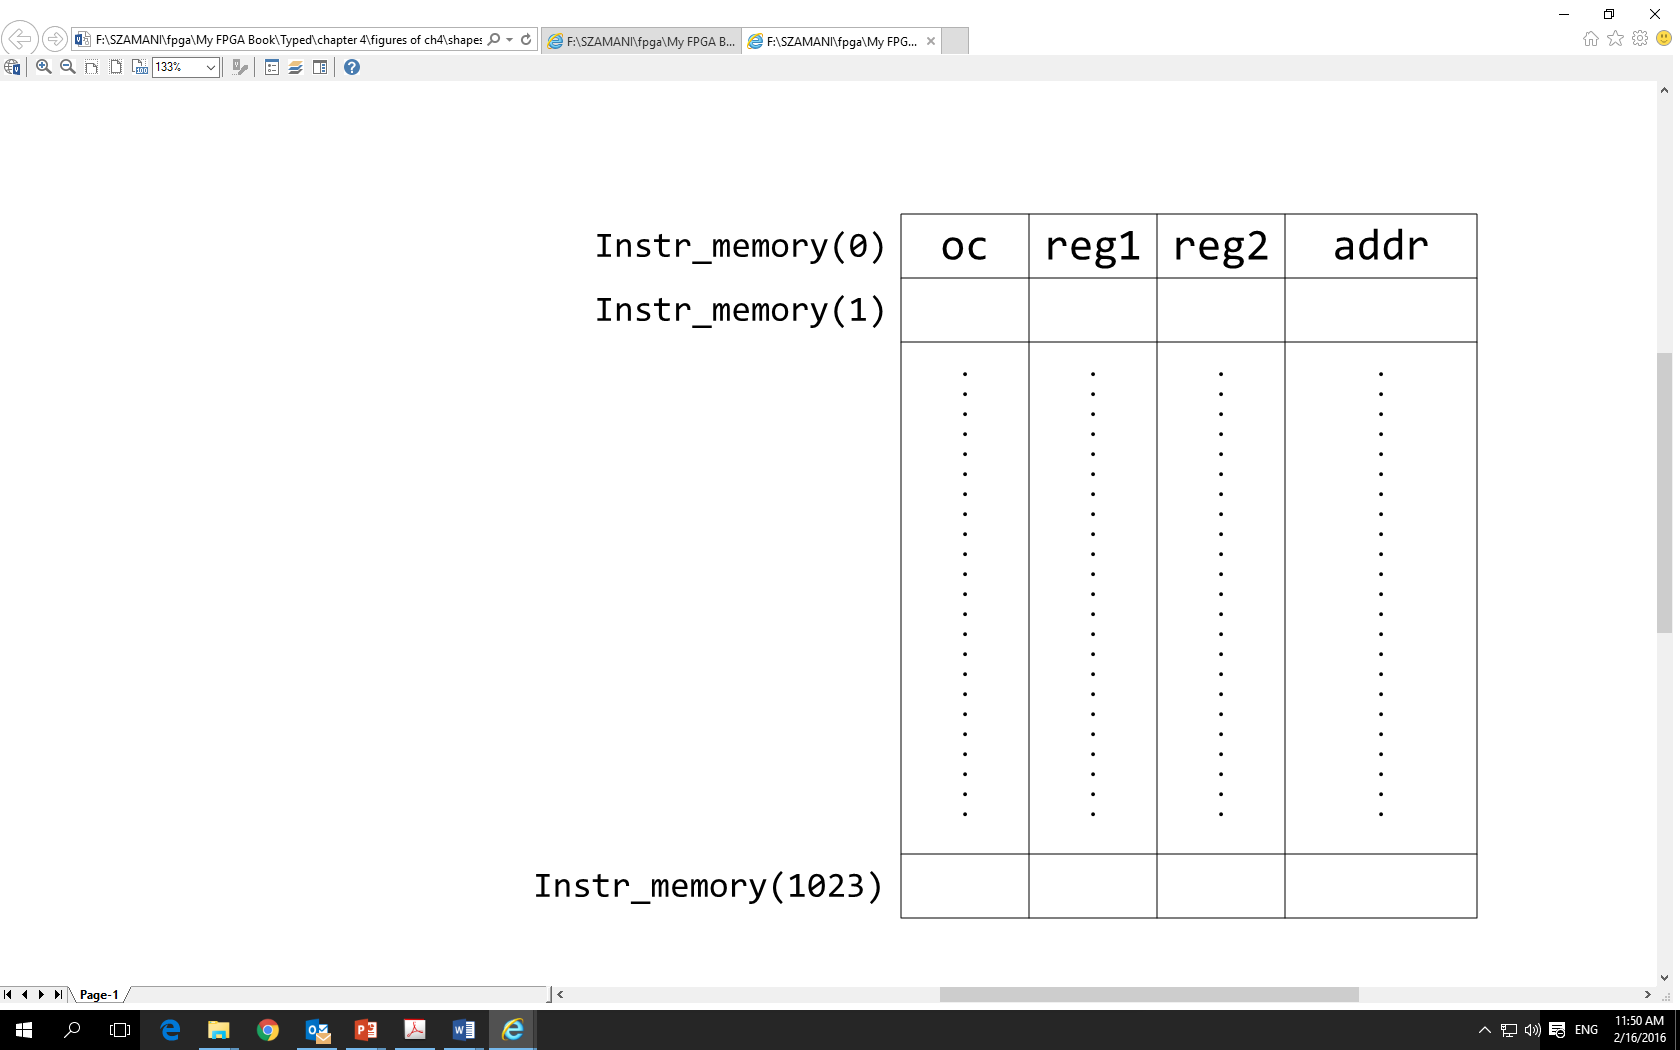 F:\SZAMANI\fpga\My FPGA Book\Typed\chapter 4\figures of ch4\shapes
F:\SZAMANI\fpga\My FPGA B...
F:\SZAMANI\fpga\My FPG...
133%
Instr_memory(0) oc reg1 reg2 addr
Instr_memory(1)
Instr_memory(1023)
Page-1
ENG
11:50 AM
2/16/2016